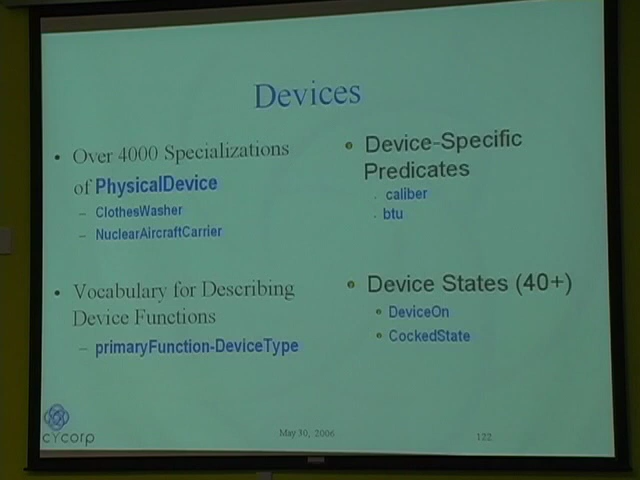 Devices
• Over 4000 Specializations
of PhysicalDevice
– ClothesWasher
– NuclearAircraftCarrier
• Vocabulary for Describing
Device Functions
– primaryFunction-DeviceType
• Device-Specific
Predicates
• caliber
• btu
• Device States (40+)
• DeviceOn
• CockedState
cycorp
May 30, 2006
122